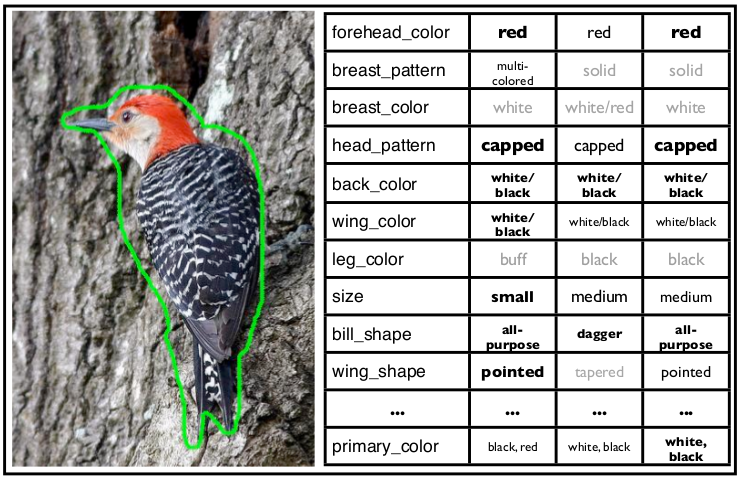 forehead_color red red red
breast_pattern multi-colored solid solid
breast_color white white/red white
head_pattern capped capped capped
back_color white/black white/black white/black
wing_color white/black white/black white/black
leg_color buff black black
size small medium medium
bill_shape all-purpose dagger all-purpose
wing_shape pointed tapered pointed
... ... ...
primary_color black, red white, black white, black